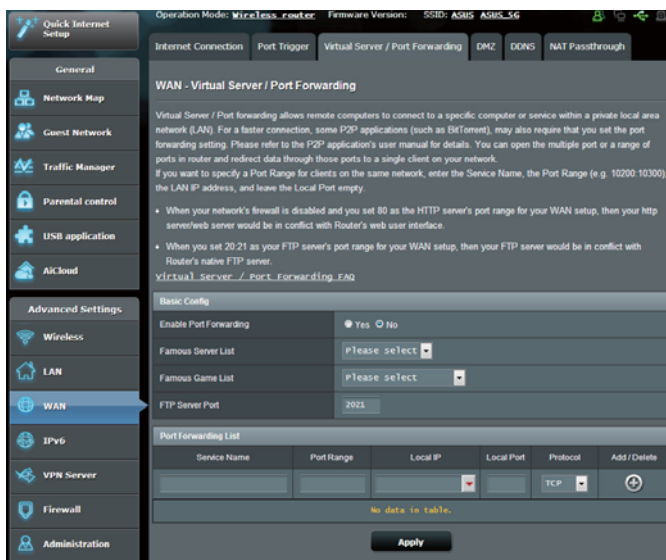 Quick Internet
Setup
General
Network Map
Guest Network
Traffic Manager
Parental control
USB application
AiCloud
Advanced Settings
Wireless
LAN
WAN
IPv6
VPN Server
Firewall
Administration
Operation Mode: Wireless router Firmware Version: SSID: ASUS ASUS_5G
Internet Connection Port Trigger Virtual Server / Port Forwarding DMZ DDNS NAT Passthrough
WAN - Virtual Server / Port Forwarding
Virtual Server / Port forwarding allows remote computers to connect to a specific computer or service within a private local area
network (LAN). For a faster connection, some P2P applications (such as BitTorrent), may also require that you set the port
forwarding setting. Please refer to the P2P application's user manual for details. You can open the multiple port or a range of
ports in router and redirect data through those ports to a single client on your network.
If you want to specify a Port Range for clients on the same network, enter the Service Name, the Port Range (e.g. 10200:10300),
the LAN IP address, and leave the Local Port empty.
• When your network's firewall is disabled and you set 80 as the HTTP server's port range for your WAN setup, then your http
server/web server would be in conflict with Router's web user interface.
• When you set 20:21 as your FTP server's port range for your WAN setup, then your FTP server would be in conflict with
Router's native FTP server.
Virtual Server / Port Forwarding FAQ
Basic Config
Enable Port Forwarding Yes No
Famous Server List Please select
Famous Game List Please select
FTP Server Port 2021
Port Forwarding List
Service Name Port Range Local IP Local Port Protocol Add / Delete
TCP
No data in table.
Apply